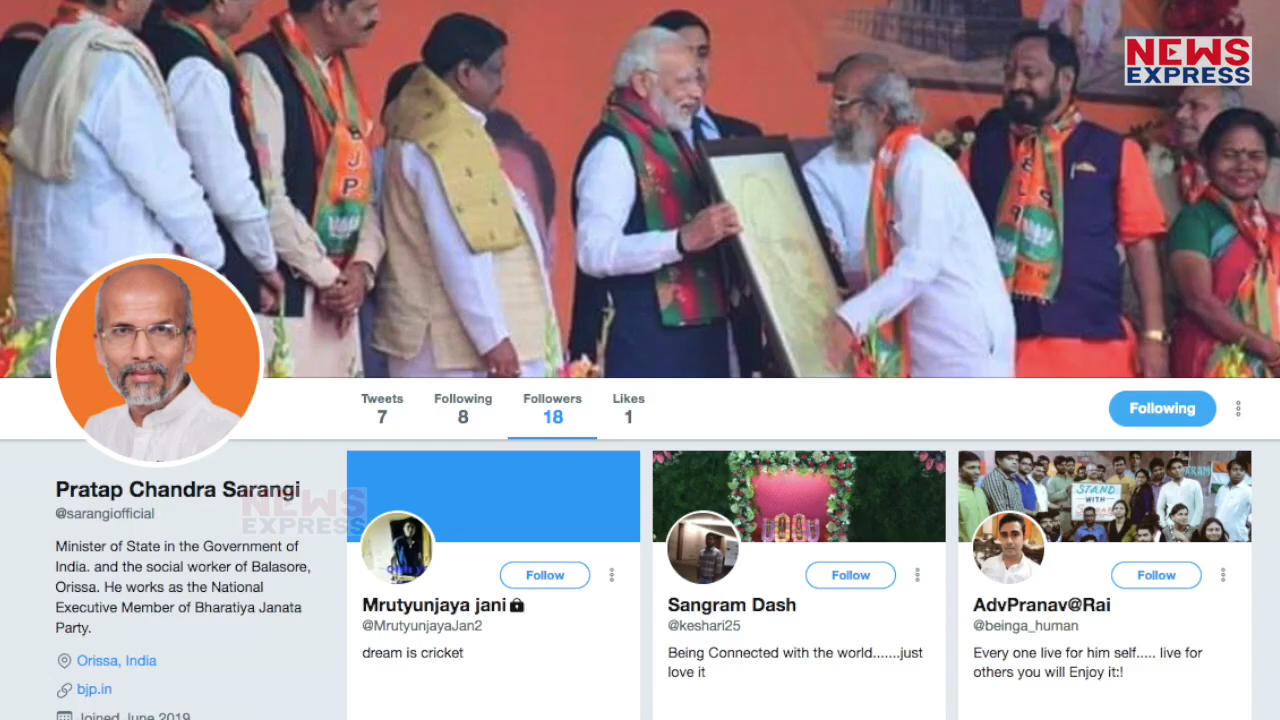 NEWS
EXPRESS
BJP
Tweets
7
Following
8
Followers
18
Likes
1
Following
Pratap Chandra Sarangi
@sarangiofficial
Minister of State in the Government of
India. and the social worker of Balasore,
Orissa. He works as the National
Executive Member of Bharatiya Janata
Party.
Orissa, India
bjp.in
Joined June 2019
NEWS
EXPRESS
Follow
Mrutyunjaya jani
@MrutyunjayaJan2
dream is cricket
Follow
Sangram Dash
@keshari25
Being Connected with the world.......just
love it
STAND
WITH
Follow
AdvPranav@Rai
@beinga_human
Every one live for him self..... live for
others you will Enjoy it:!